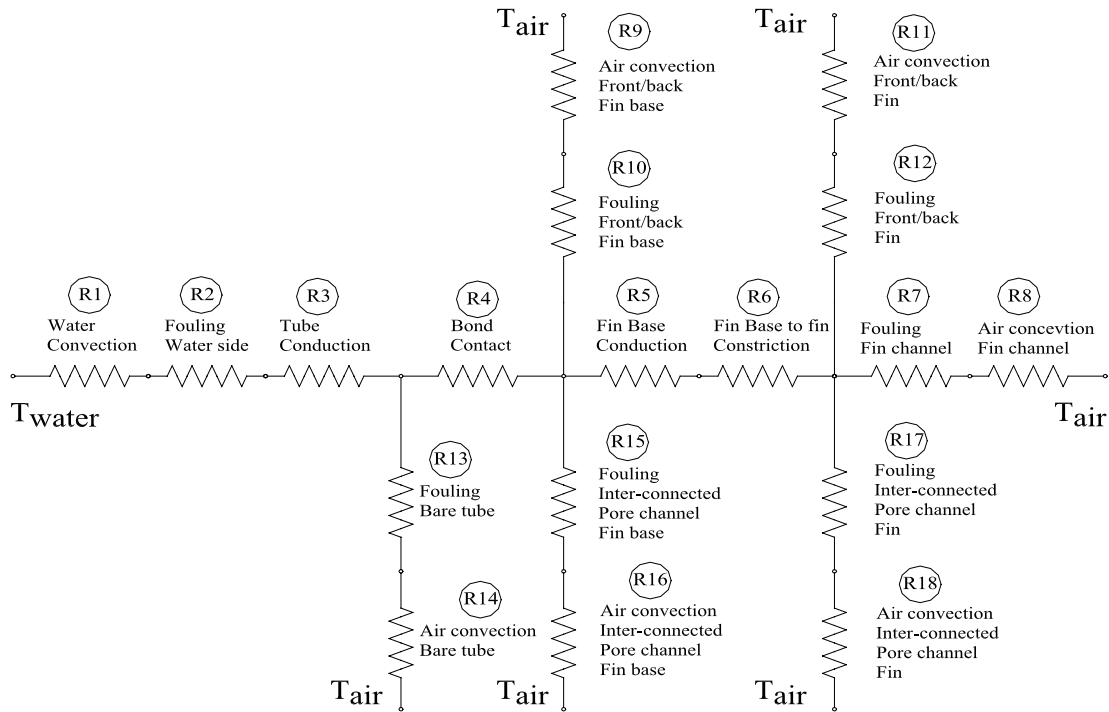 Tair
R9
Air convection
Front/back
Fin base
Tair
R11
Air convection
Front/back
Fin
R10
Fouling
Front/back
Fin base
R12
Fouling
Front/back
Fin
R1
Water
Convection
R2
Fouling
Water side
R3
Tube
Conduction
R4
Bond
Contact
R5
Fin Base
Conduction
R6
Fin Base to fin
Constriction
R7
Fouling
Fin channel
R8
Air concevtion
Fin channel
Twater
Tair
R13
Fouling
Bare tube
R15
Fouling
Inter-connected
Pore channel
Fin base
R17
Fouling
Inter-connected
Pore channel
Fin
R14
Air convection
Bare tube
R16
Air convection
Inter-connected
Pore channel
Fin base
R18
Air convection
Inter-connected
Pore channel
Fin
Tair
Tair
Tair